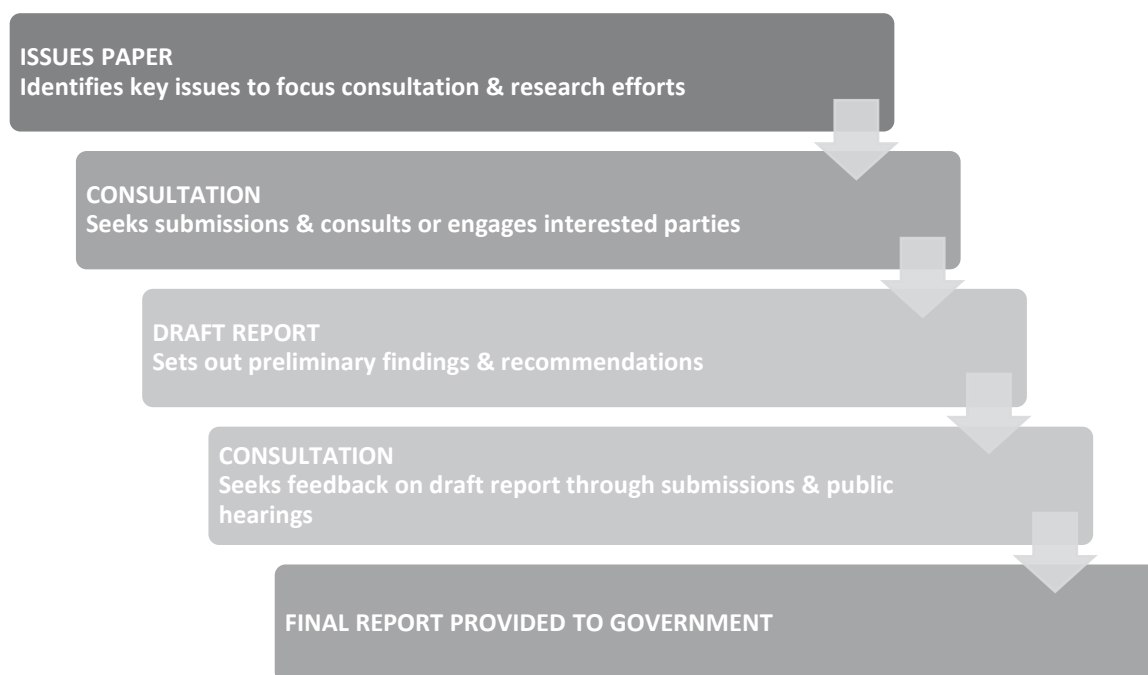 ISSUES PAPER
Identifies key issues to focus consultation & research efforts
CONSULTATION
Seeks submissions & consults or engages interested parties
DRAFT REPORT
Sets out preliminary findings & recommendations
CONSULTATION
Seeks feedback on draft report through submissions & public
hearings
FINAL REPORT PROVIDED TO GOVERNMENT